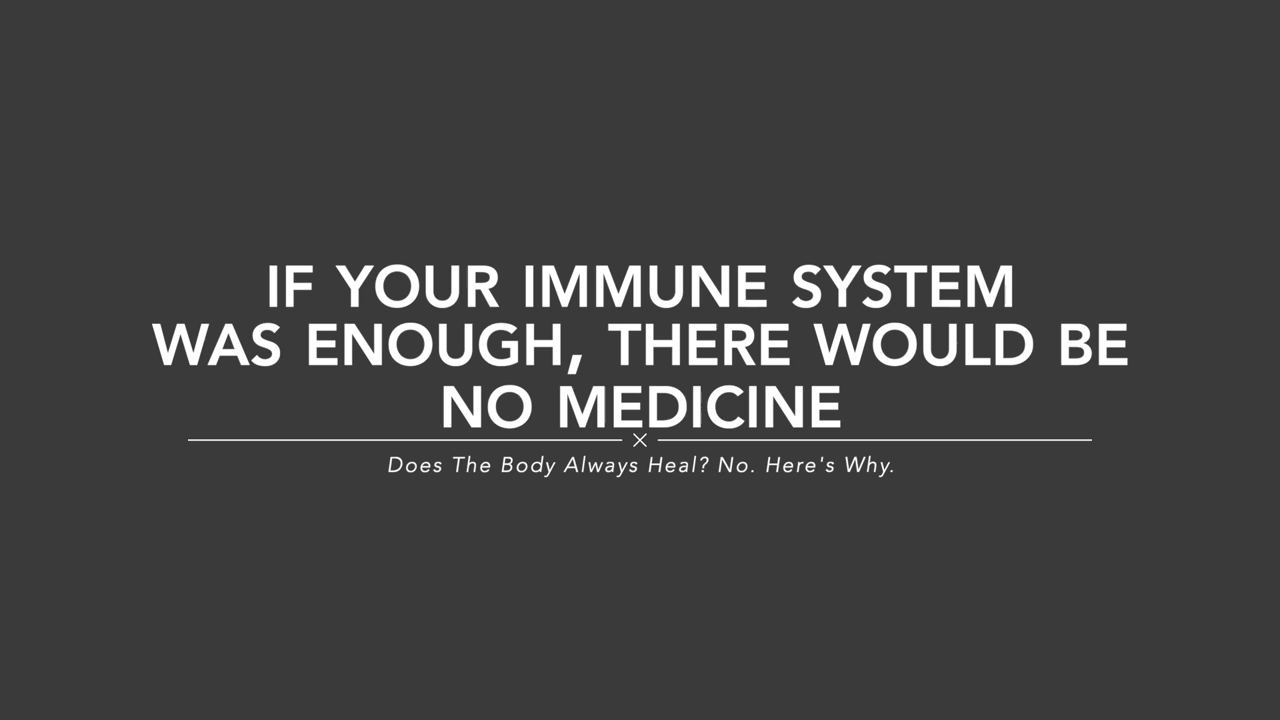 IF YOUR IMMUNE SYSTEM
WAS ENOUGH, THERE WOULD BE
NO MEDICINE
Does The Body Always Heal? No. Here's Why.